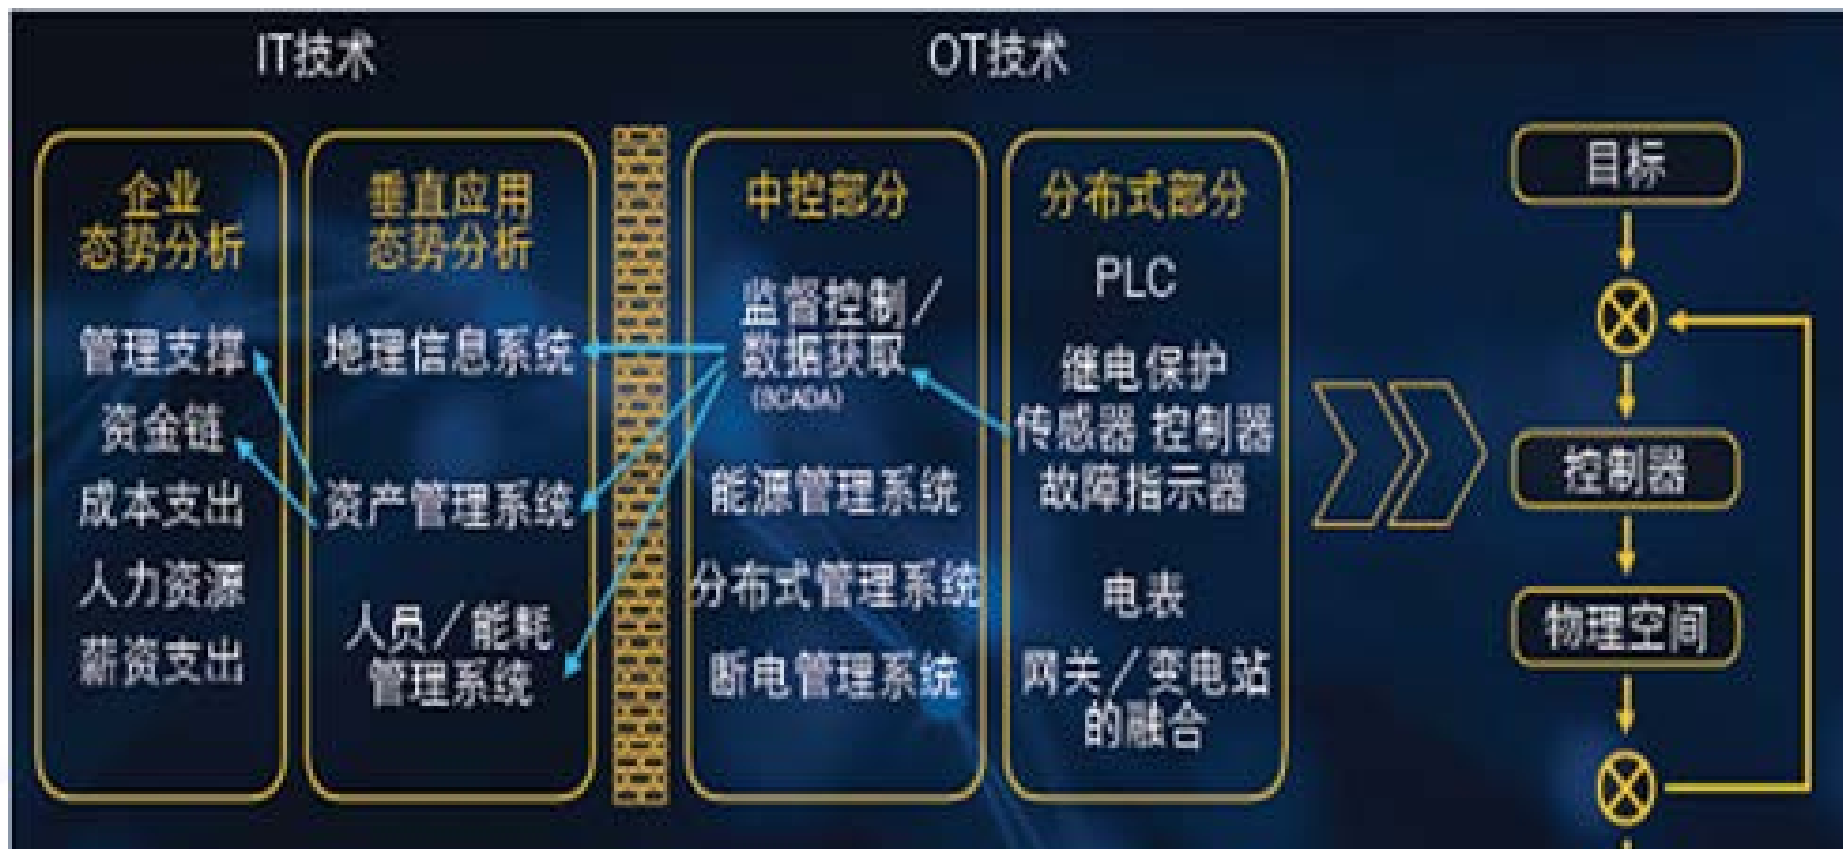 IT技术
OT技术
企业
态势分析
管理支撑
资金链
成本支出
人力资源
薪资支出
垂直应用
态势分析
地理信息系统
资产管理系统
人员/能耗
管理系统
中控部分
监督控制/
数据获取
(SCADA)
能源管理系统
分布式管理系统
断电管理系统
分布式部分
PLC
继电保护
传感器 控制器
故障指示器
电表
网关/变电站
的融合
目标
控制器
物理空间